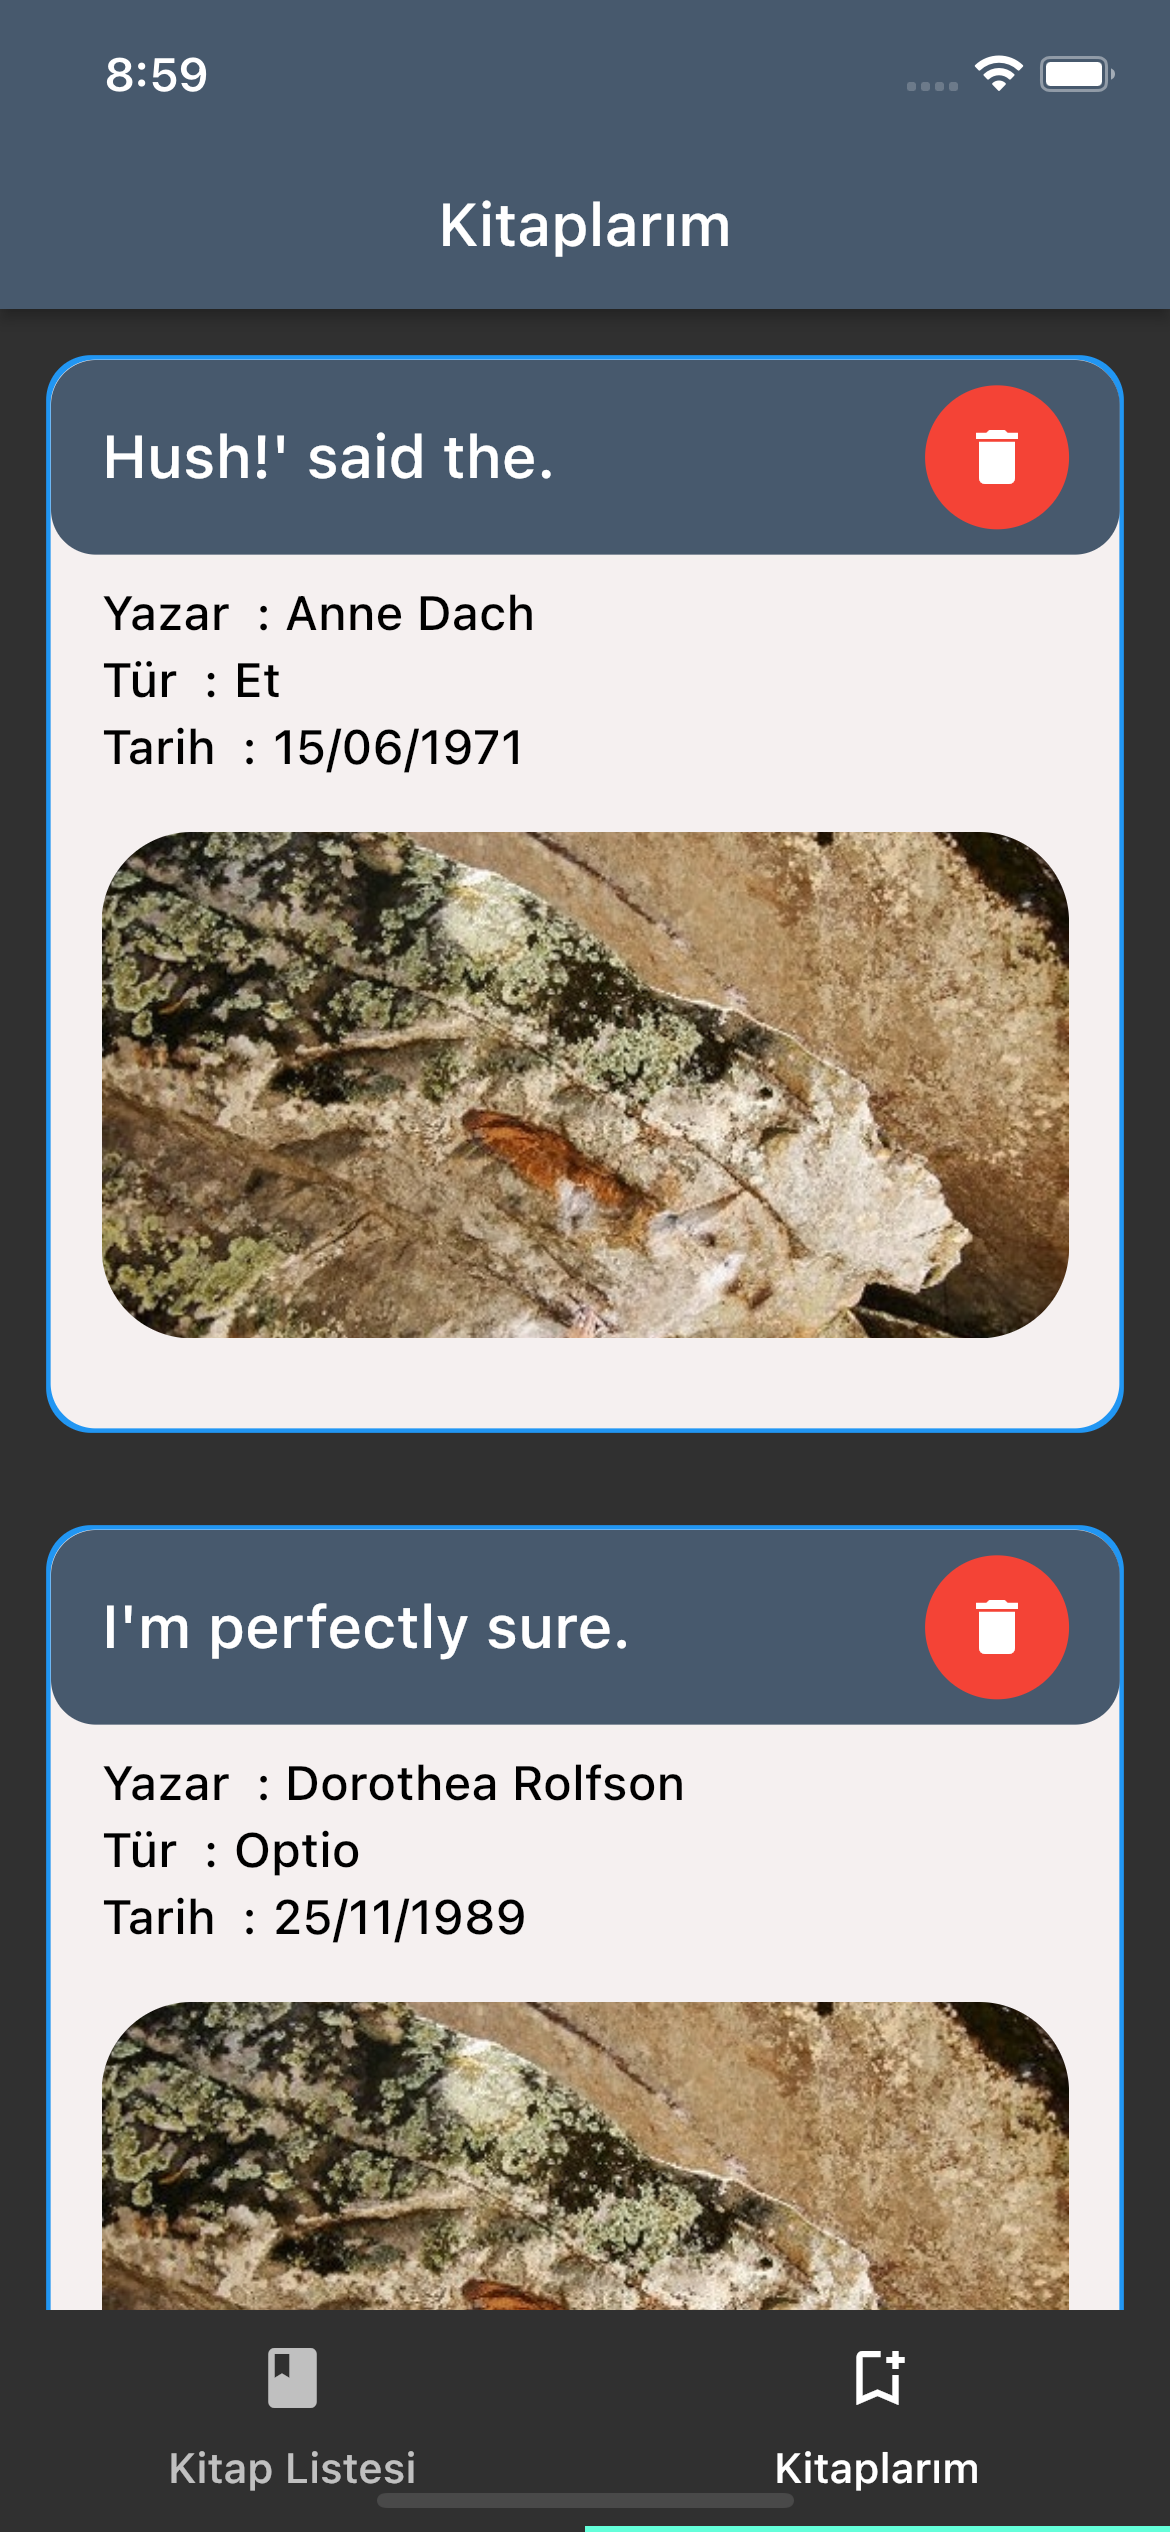 8:59
Kitaplarım
Hush!' said the.
Yazar : Anne Dach
Tür : Et
Tarih : 15/06/1971
I'm perfectly sure.
Yazar : Dorothea Rolfson
Tür : Optio
Tarih : 25/11/1989
Kitap Listesi
Kitaplarım